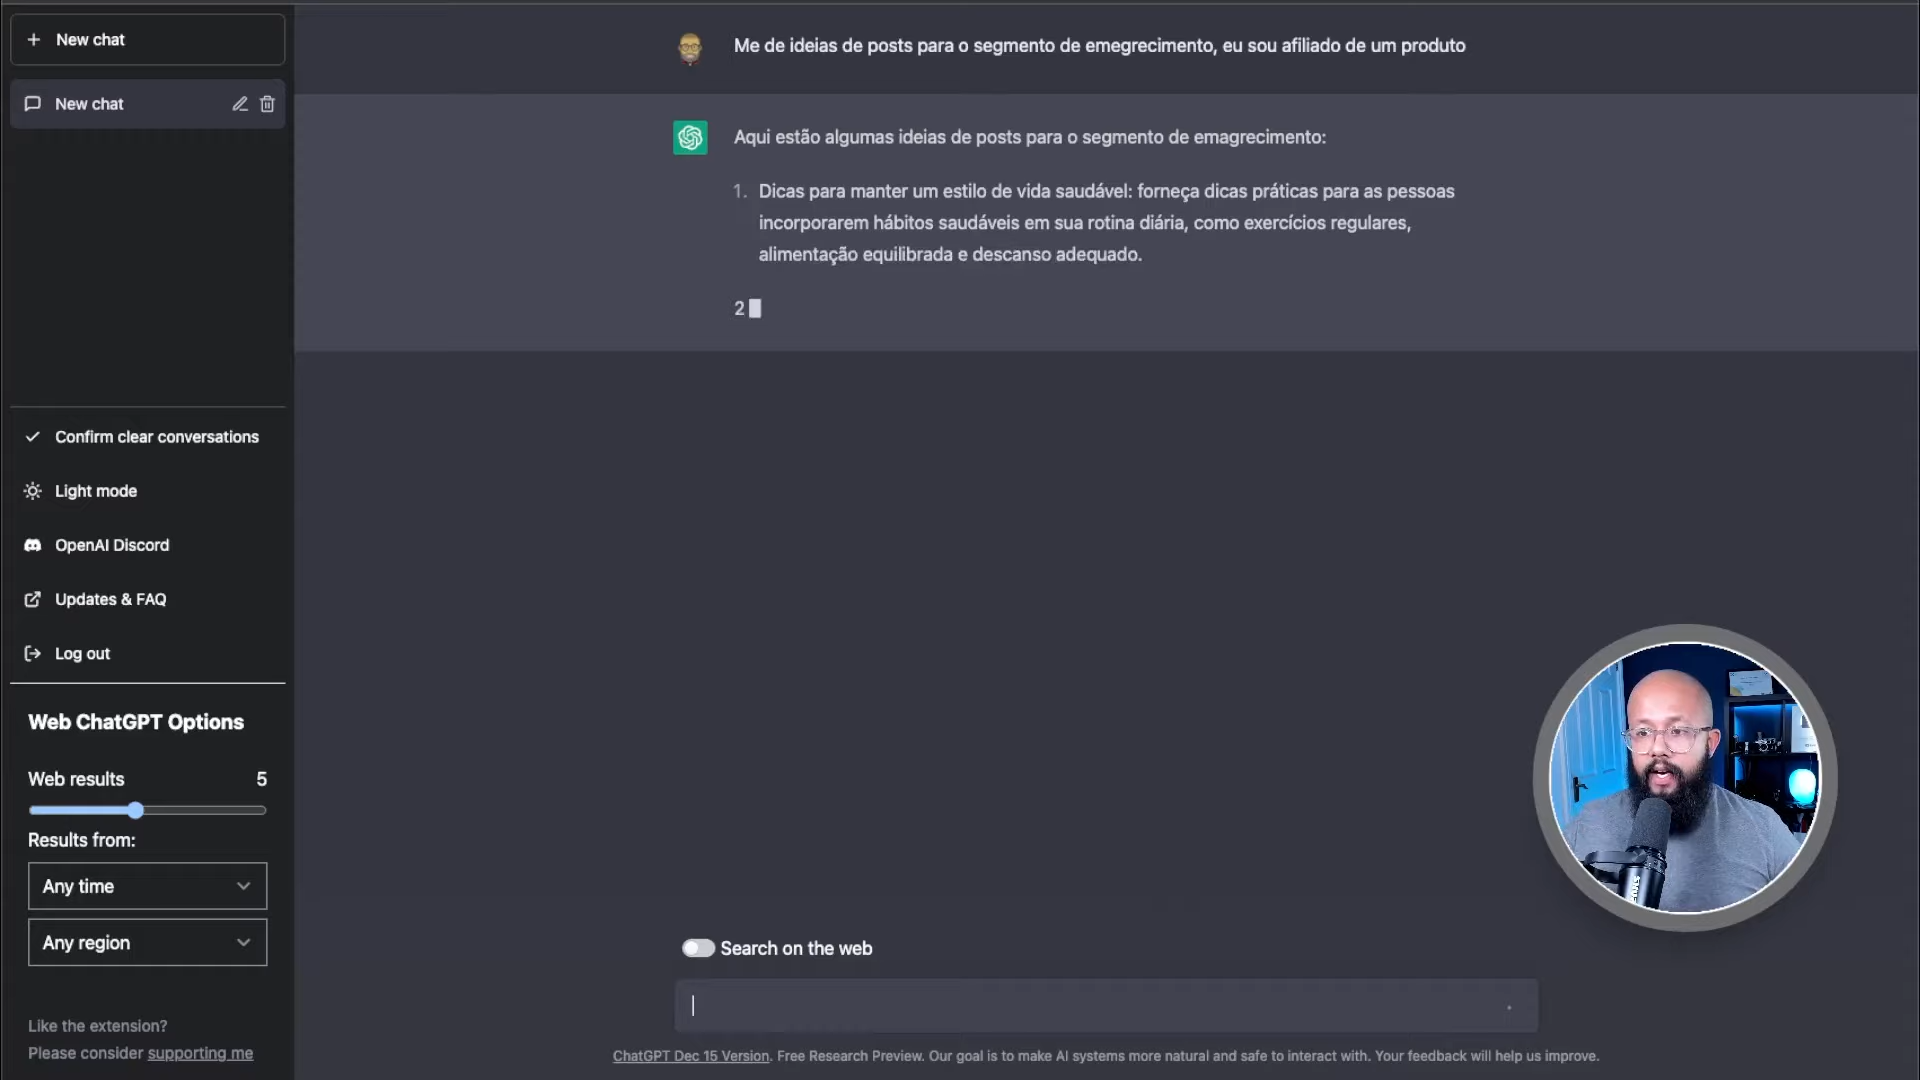 New chat
New chat
Confirm clear conversations
Light mode
OpenAI Discord
Updates & FAQ
Log out
Web ChatGPT Options
Web results 5
Results from:
Any time
Any region
Like the extension?
Please consider supporting me
Me de ideias de posts para o segmento de emegrecimento, eu sou afiliado de um produto
Aqui estão algumas ideias de posts para o segmento de emagrecimento:
1. Dicas para manter um estilo de vida saudável: forneça dicas práticas para as pessoas
incorporarem hábitos saudáveis em sua rotina diária, como exercícios regulares,
alimentação equilibrada e descanso adequado.
2
Search on the web
ChatGPT Dec 15 Version. Free Research Preview. Our goal is to make AI systems more natural and safe to interact with. Your feedback will help us improve.